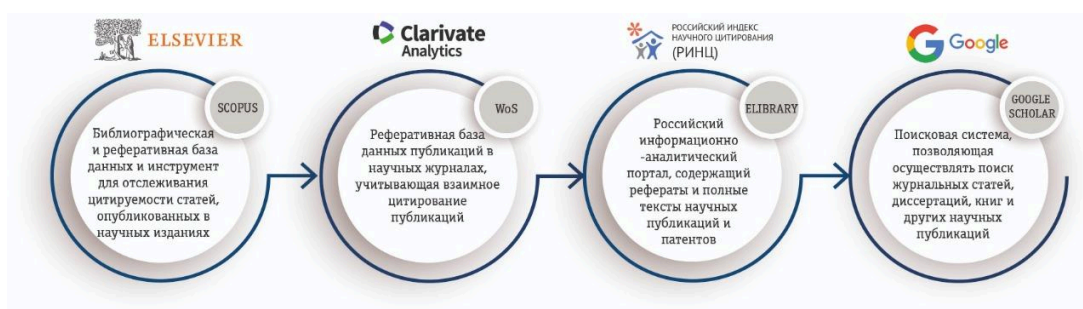 ELSEVIER
SCOPUS
Библиографическая
и реферативная база
данных и инструмент
для отслеживания
цитируемости статей,
опубликованных в
научных изданиях
Clarivate
Analytics
WoS
Реферативная база
данных публикаций в
научных журналах,
учитывающая взаимное
цитирование
публикаций
РОССИЙСКИЙ ИНДЕКС
НАУЧНОГО ЦИТИРОВАНИЯ
(РИНЦ)
ELIBRARY
Российский
информационно
-аналитический
портал, содержащий
рефераты и полные
тексты научных
публикаций и
патентов
Google
GOOGLE
SCHOLAR
Поисковая система,
позволяющая
осуществлять поиск
журнальных статей,
диссертаций, книг и
других научных
публикаций